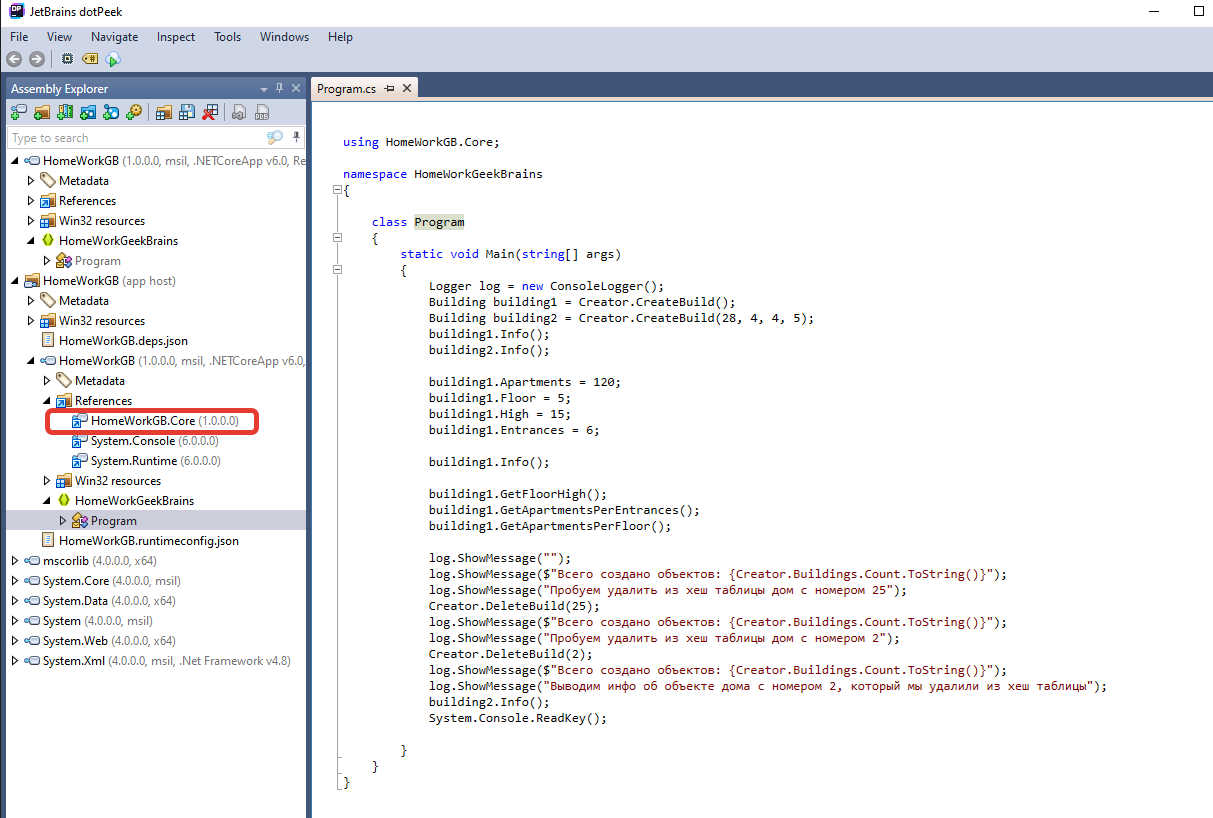 JetBrains dotPeek
File View Navigate Inspect Tools Windows Help
Assembly Explorer
Type to search
HomeWorkGB (1.0.0.0, msil, .NETCoreApp v6.0, Re
Metadata
References
Win32 resources
HomeWorkGeekBrains
Program
HomeWorkGB (app host)
Metadata
Win32 resources
HomeWorkGB.deps.json
HomeWorkGB (1.0.0.0, msil, .NETCoreApp v6.0,
Metadata
References
HomeWorkGB.Core (1.0.0.0)
System.Console (6.0.0.0)
System.Runtime (6.0.0.0)
Win32 resources
HomeWorkGeekBrains
Program
HomeWorkGB.runtimeconfig.json
mscorlib (4.0.0.0, x64)
System.Core (4.0.0.0, msil)
System.Data (4.0.0.0, x64)
System (4.0.0.0, msil)
System.Web (4.0.0.0, x64)
System.Xml (4.0.0.0, msil, .Net Framework v4.8)
Program.cs
using HomeWorkGB.Core;
namespace HomeWorkGeekBrains
{
class Program
{
static void Main(string[] args)
{
Logger log = new ConsoleLogger();
Building building1 = Creator.CreateBuild();
Building building2 = Creator.CreateBuild(28, 4, 4, 5);
building1.Info();
building2.Info();
building1.Apartments = 120;
building1.Floor = 5;
building1.High = 15;
building1.Entrances = 6;
building1.Info();
building1.GetFloorHigh();
building1.GetApartmentsPerEntrances();
building1.GetApartmentsPerFloor();
log.ShowMessage("");
log.ShowMessage($"Всего создано объектов: {Creator.Buildings.Count.ToString()}");
log.ShowMessage("Пробуем удалить из хеш таблицы дом с номером 25");
Creator.DeleteBuild(25);
log.ShowMessage($"Всего создано объектов: {Creator.Buildings.Count.ToString()}");
log.ShowMessage("Пробуем удалить из хеш таблицы дом с номером 2");
Creator.DeleteBuild(2);
log.ShowMessage($"Всего создано объектов: {Creator.Buildings.Count.ToString()}");
log.ShowMessage("Выводим инфо об объекте дома с номером 2, который мы удалили из хеш таблицы");
building2.Info();
System.Console.ReadKey();
}
}
}